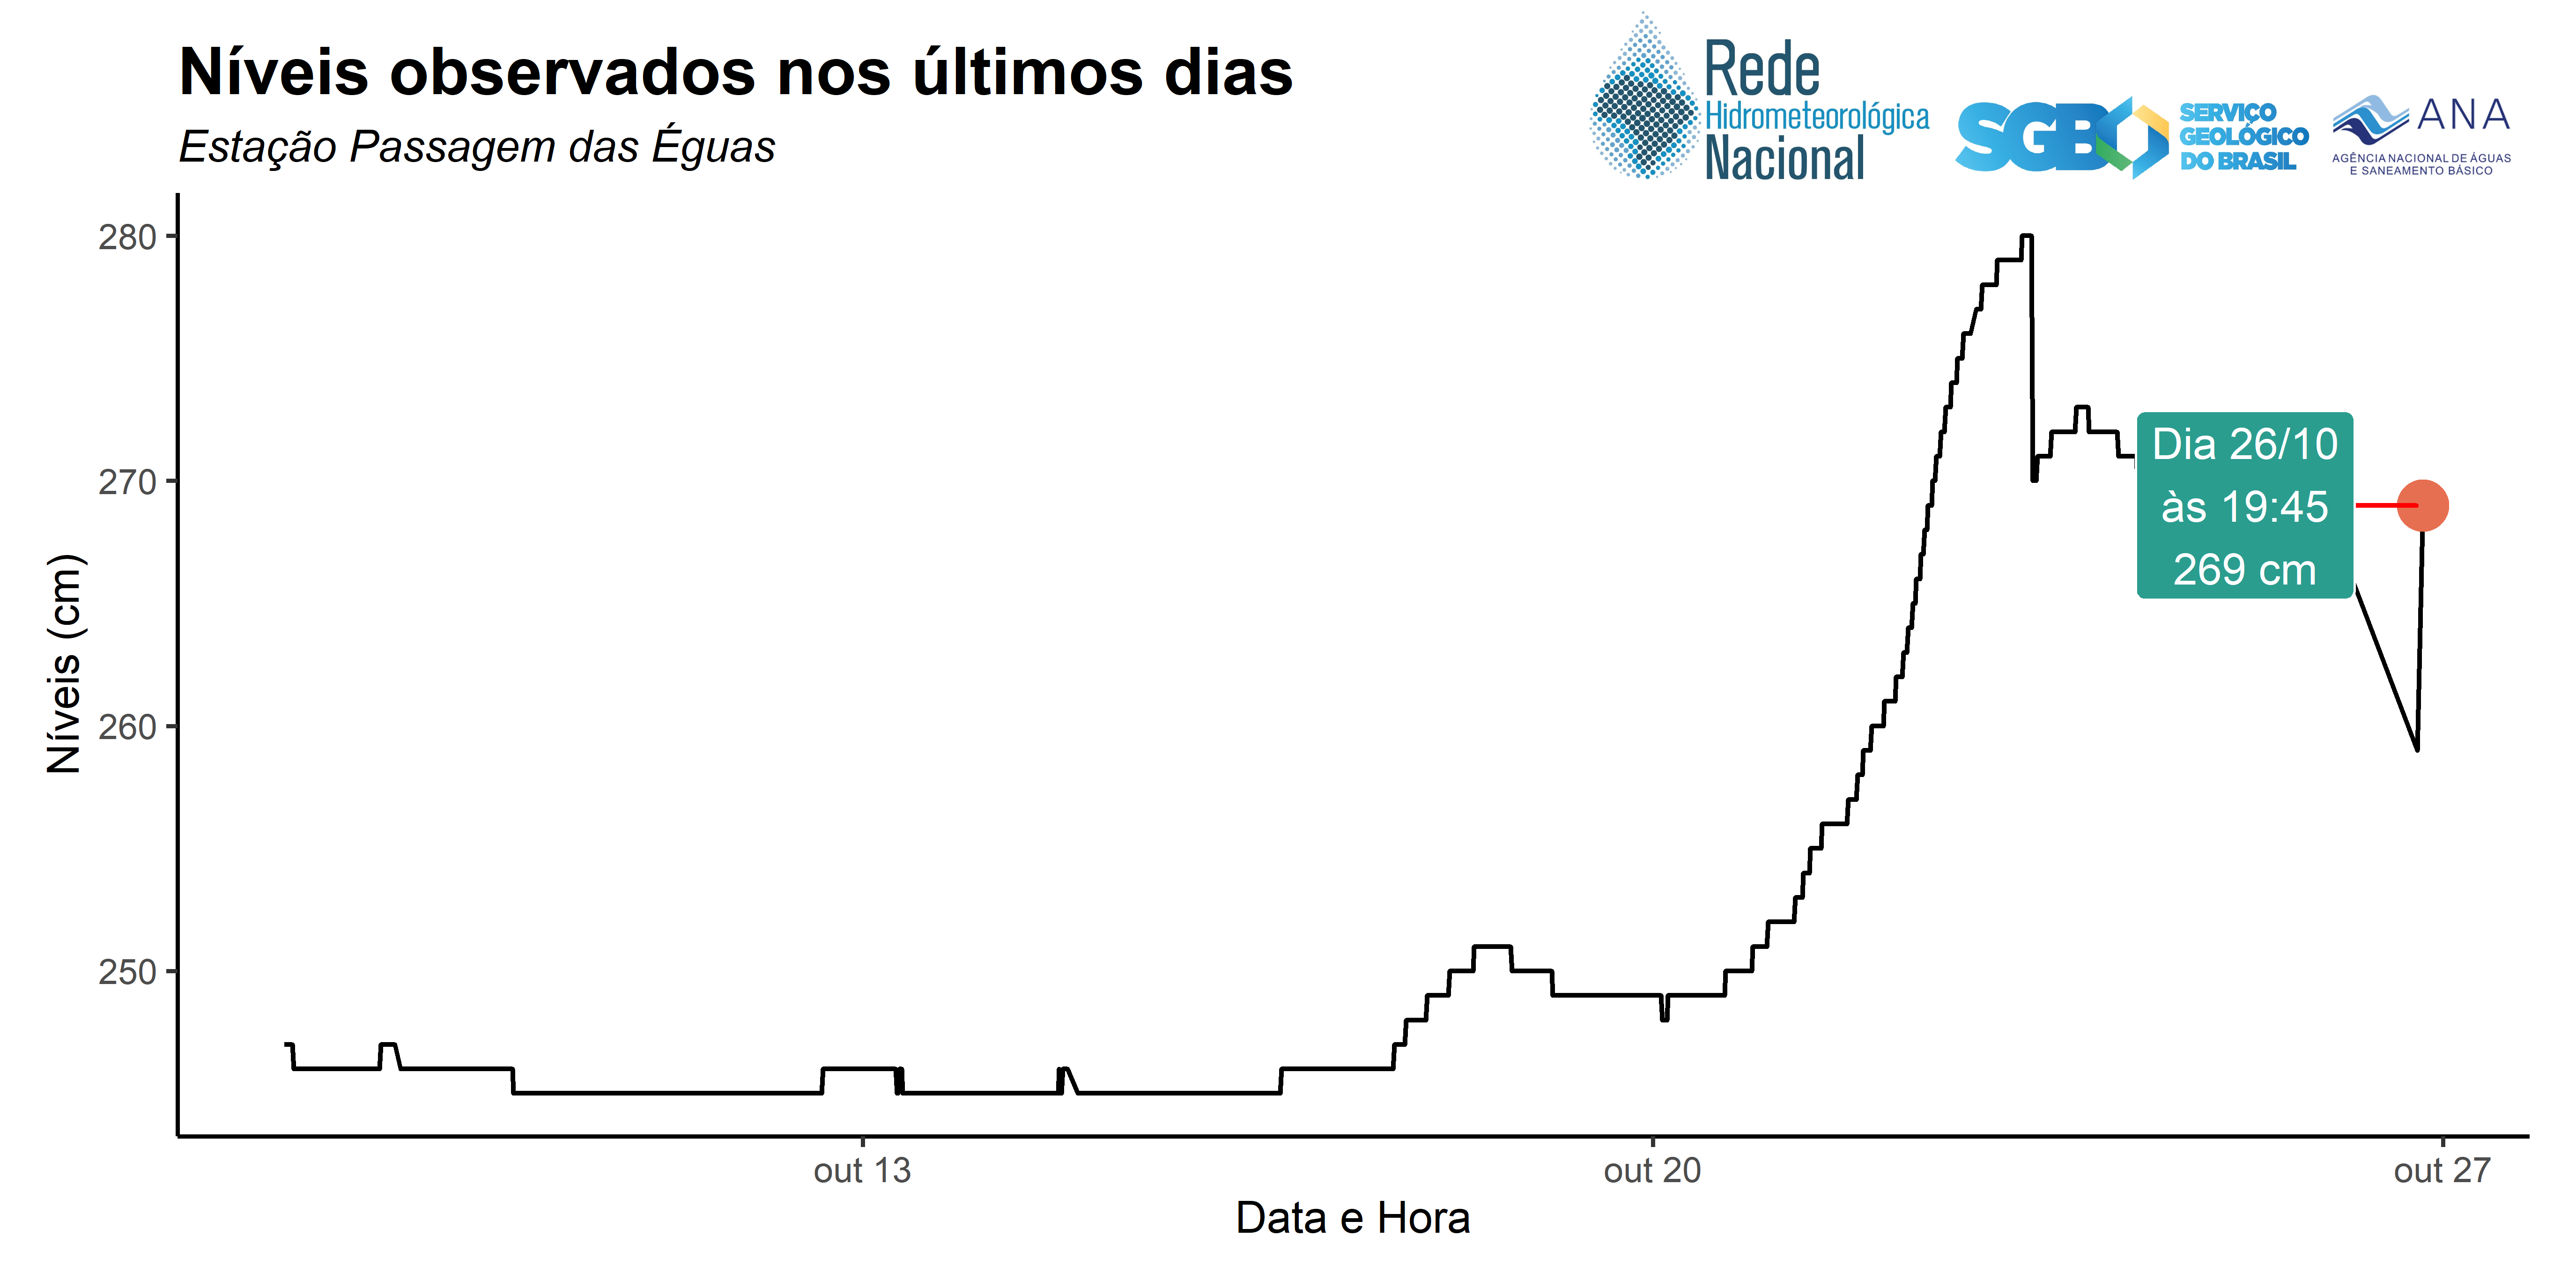 Níveis observados nos últimos dias
Estação Passagem das Éguas
Rede
Hidrometeorológica
Nacional
SGB
SERVIÇO
GEOLÓGICO
DO BRASIL
ANA
AGÊNCIA NACIONAL DE ÁGUAS
E SANEAMENTO BÁSICO
Níveis (cm)
280
270
260
250
Dia 26/10
às 19:45
269 cm
out 13
out 20
out 27
Data e Hora